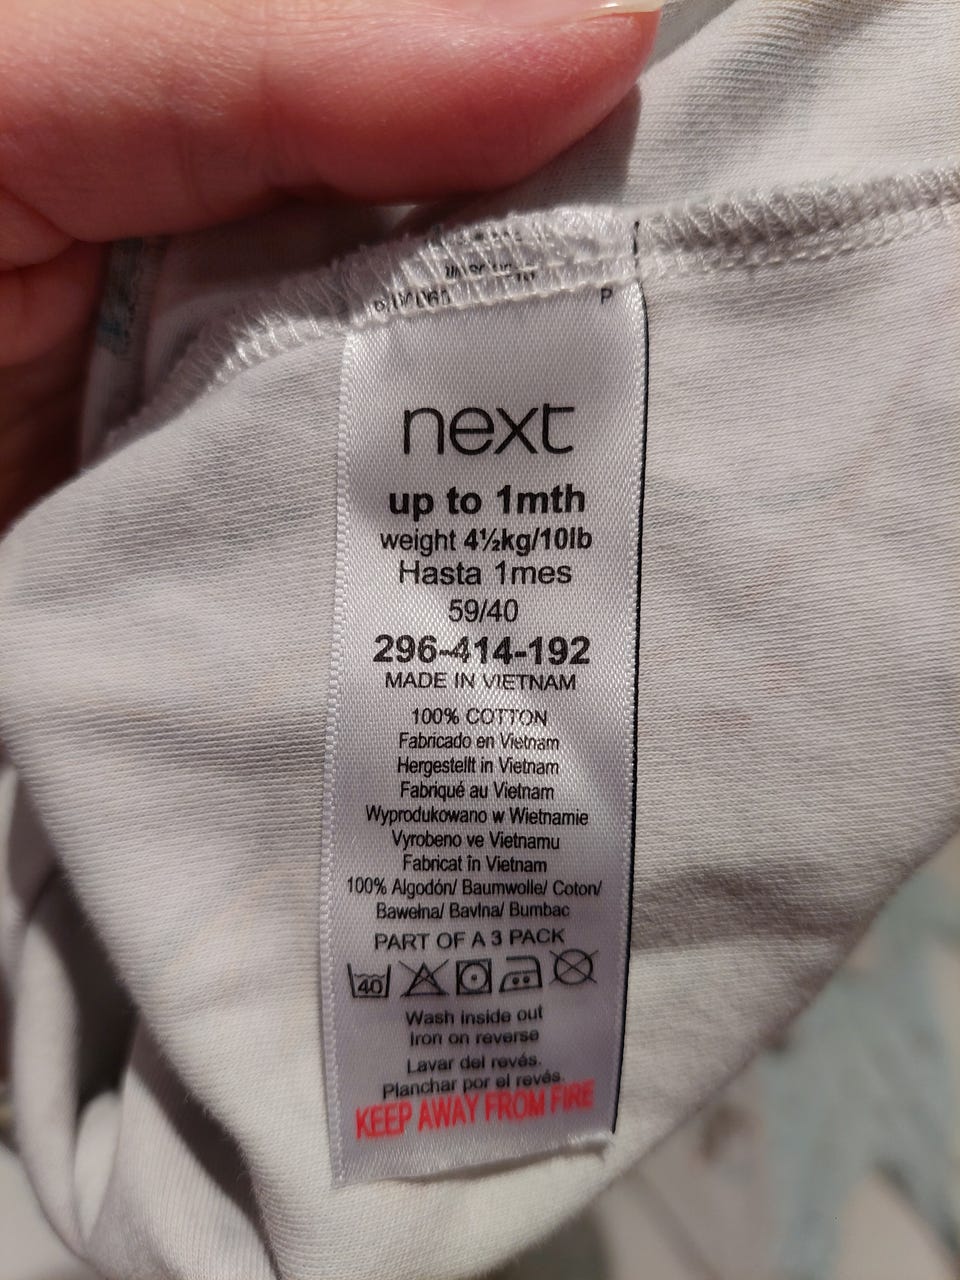 P
next
up to 1mth
weight 4½kg/10lb
Hasta 1mes
59/40
296-414-192
MADE IN VIETNAM
100% COTTON
Fabricado en Vietnam
Hergestellt in Vietnam
Fabriqué au Vietnam
Wyprodukowano w Wietnamie
Vyrobeno ve Vietnamu
Fabricat în Vietnam
100% Algodón/ Baumwolle/ Coton/
Bawełna/ Bavlna/ Bumbac
PART OF A 3 PACK
40
Wash inside out
Iron on reverse
Lavar del revés.
Planchar por el revés.
KEEP AWAY FROM FIRE